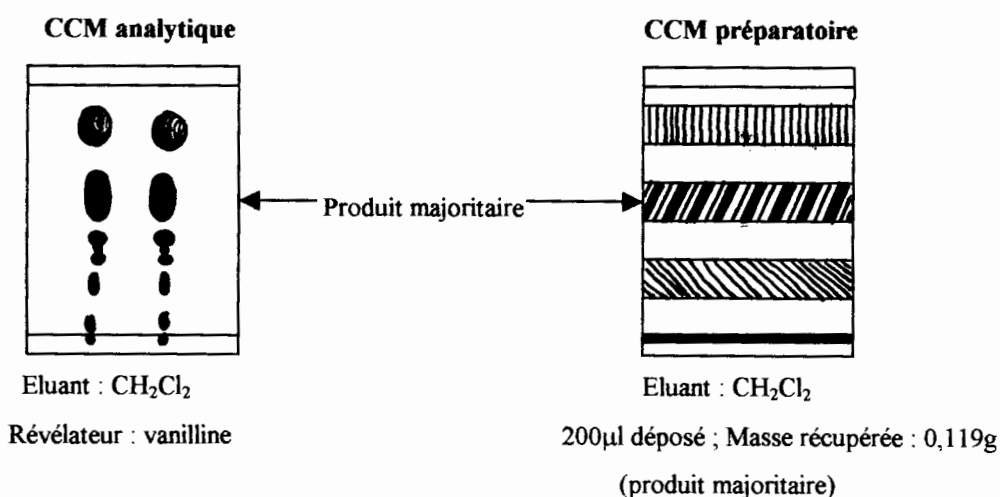 CCM analytique
CCM préparatoire
Produit majoritaire
Eluant : CH₂Cl₂
Révélateur : vanilline
Eluant : CH₂Cl₂
200µl déposé ; Masse récupérée : 0,119g
(produit majoritaire)